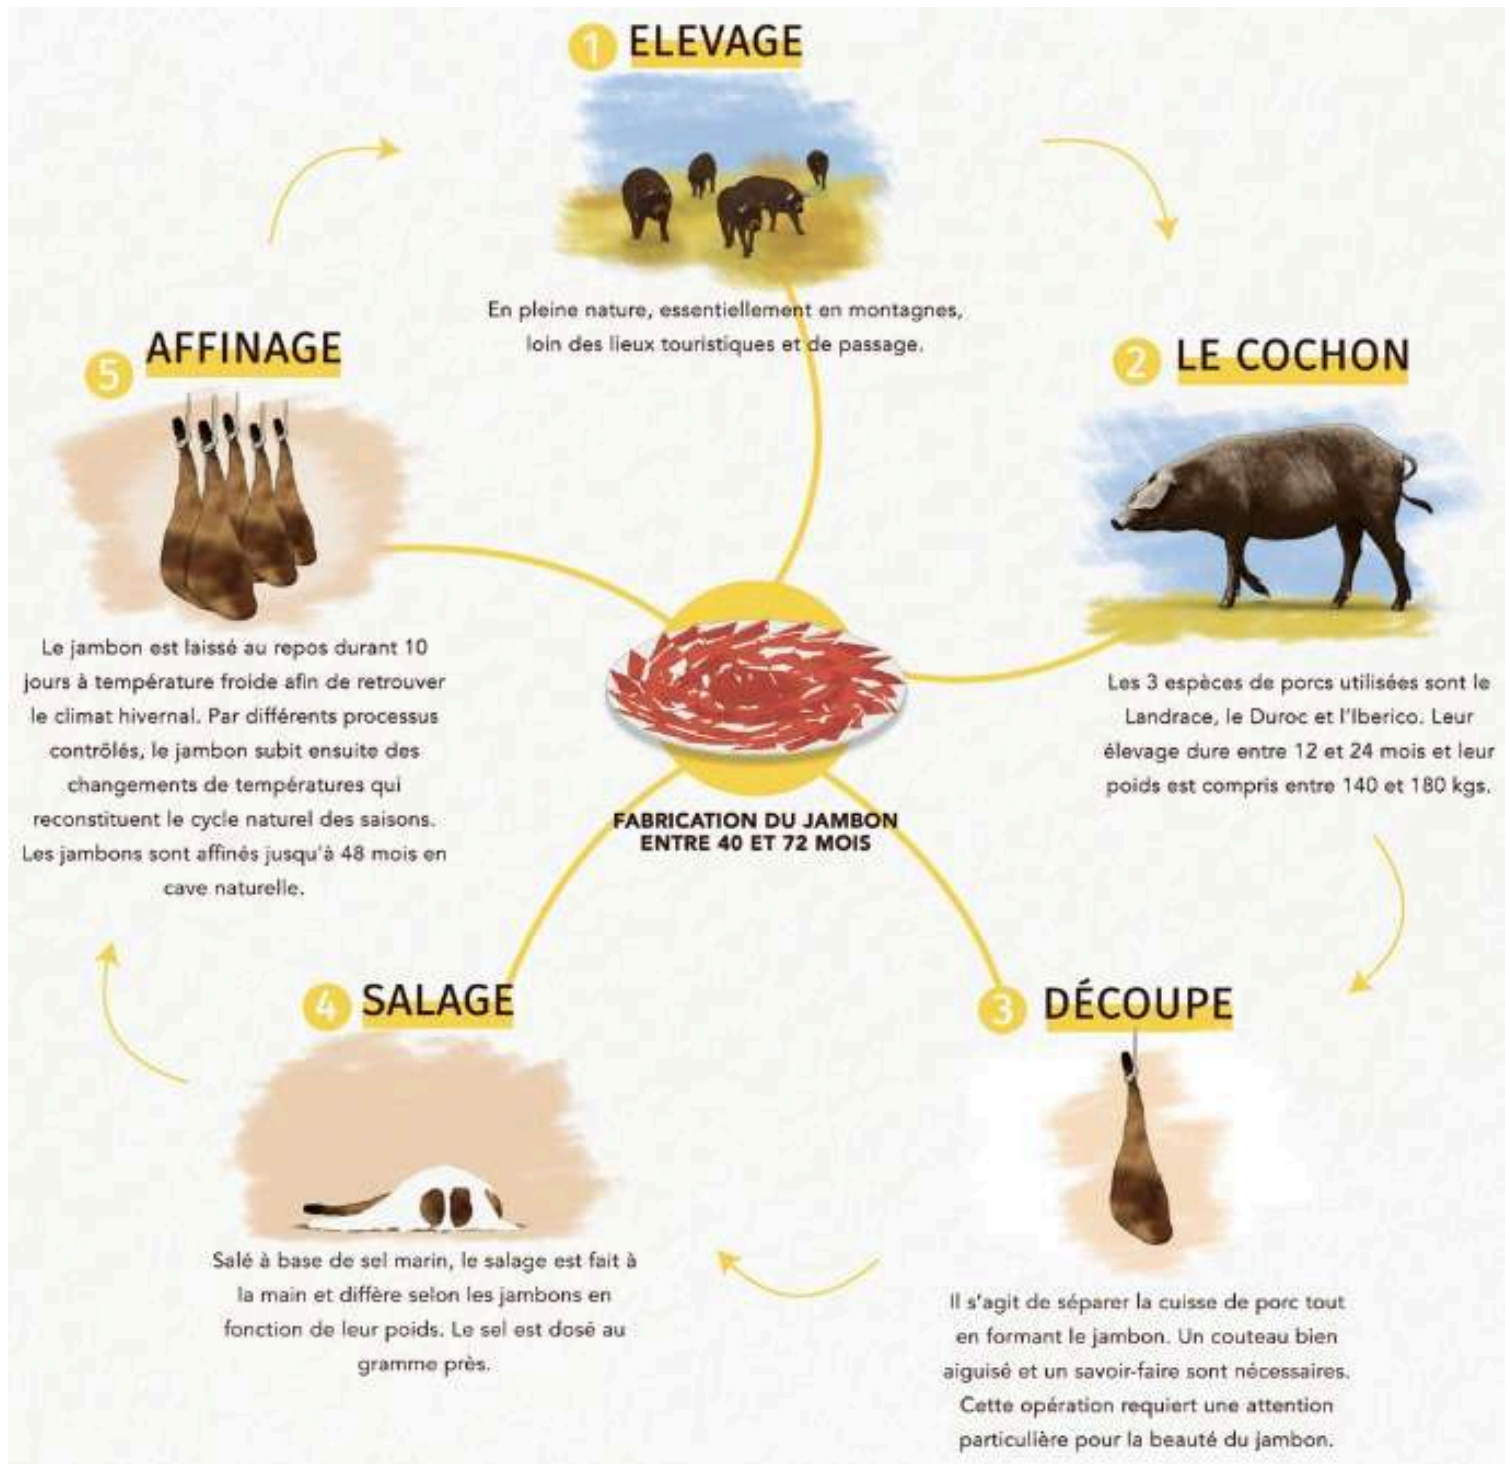 1 ELEVAGE
En pleine nature, essentiellement en montagnes,
loin des lieux touristiques et de passage.
2 LE COCHON
Les 3 espèces de porcs utilisées sont le
Landrace, le Duroc et l'Iberico. Leur
élevage dure entre 12 et 24 mois et leur
poids est compris entre 140 et 180 kgs.
3 DÉCOUPE
Il s'agit de séparer la cuisse de porc tout
en formant le jambon. Un couteau bien
aiguisé et un savoir-faire sont nécessaires.
Cette opération requiert une attention
particulière pour la beauté du jambon.
4 SALAGE
Salé à base de sel marin, le salage est fait à
la main et diffère selon les jambons en
fonction de leur poids. Le sel est dosé au
gramme près.
5 AFFINAGE
Le jambon est laissé au repos durant 10
jours à température froide afin de retrouver
le climat hivernal. Par différents processus
contrôlés, le jambon subit ensuite des
changements de températures qui
reconstituent le cycle naturel des saisons.
Les jambons sont affinés jusqu'à 48 mois en
cave naturelle.
FABRICATION DU JAMBON
ENTRE 40 ET 72 MOIS